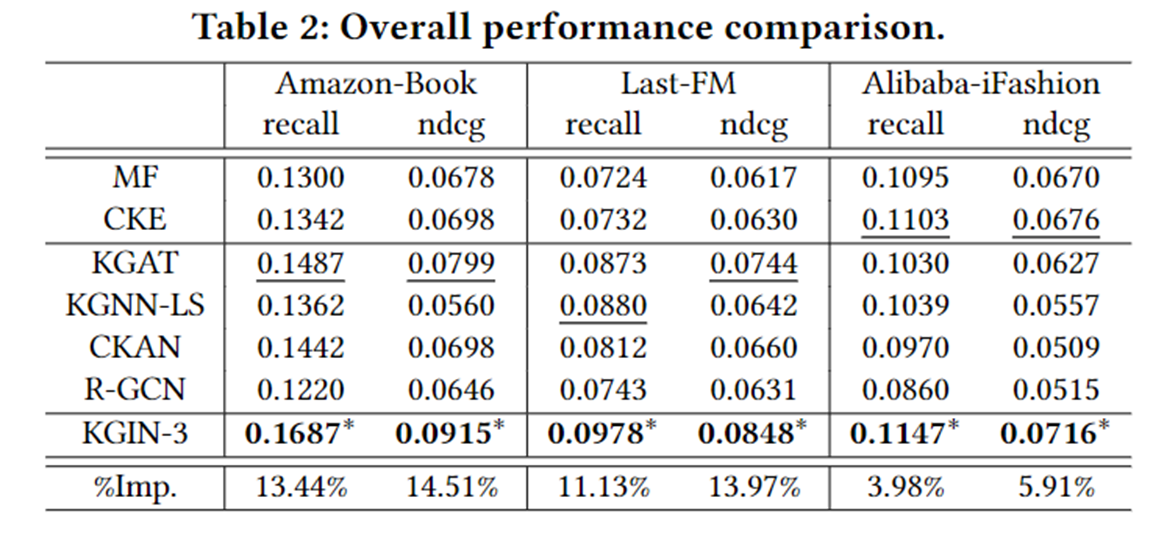 Table 2: Overall performance comparison.
Amazon-Book Last-FM Alibaba-iFashion
recall ndcg recall ndcg recall ndcg
MF 0.1300 0.0678 0.0724 0.0617 0.1095 0.0670
CKE 0.1342 0.0698 0.0732 0.0630 0.1103 0.0676
KGAT 0.1487 0.0799 0.0873 0.0744 0.1030 0.0627
KGNN-LS 0.1362 0.0560 0.0880 0.0642 0.1039 0.0557
CKAN 0.1442 0.0698 0.0812 0.0660 0.0970 0.0509
R-GCN 0.1220 0.0646 0.0743 0.0631 0.0860 0.0515
KGIN-3 0.1687* 0.0915* 0.0978* 0.0848* 0.1147* 0.0716*
%Imp. 13.44% 14.51% 11.13% 13.97% 3.98% 5.91%